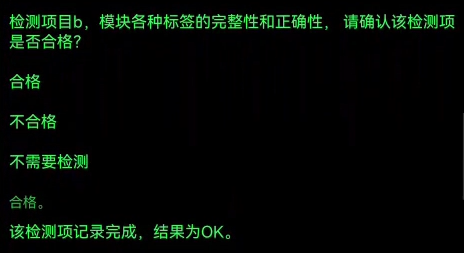 检测项目b，模块各种标签的完整性和正确性， 请确认该检测项
是否合格？
合格
不合格
不需要检测
合格。
该检测项记录完成，结果为OK。